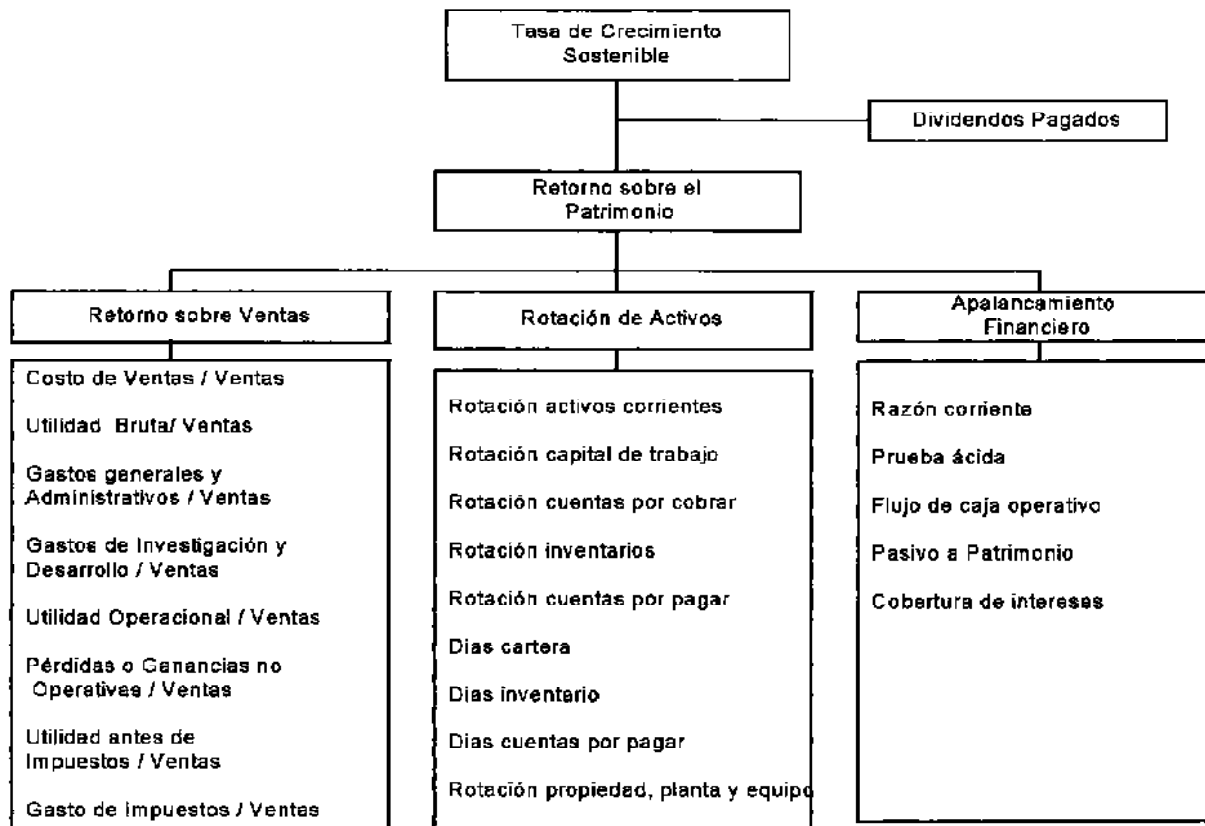 Tasa de Crecimiento
Sostenible
Dividendos Pagados
Retorno sobre el
Patrimonio
Retorno sobre Ventas
Costo de Ventas / Ventas
Utilidad Bruta/ Ventas
Gastos generales y
Administrativos / Ventas
Gastos de Investigación y
Desarrollo / Ventas
Utilidad Operacional / Ventas
Pérdidas o Ganancias no
Operativas / Ventas
Utilidad antes de
Impuestos / Ventas
Gasto de impuestos / Ventas
Rotación de Activos
Rotación activos corrientes
Rotación capital de trabajo
Rotación cuentas por cobrar
Rotación inventarios
Rotación cuentas por pagar
Dias cartera
Dias inventario
Dias cuentas por pagar
Rotación propiedad, planta y equipo
Apalancamiento
Financiero
Razón corriente
Prueba ácida
Flujo de caja operativo
Pasivo a Patrimonio
Cobertura de intereses